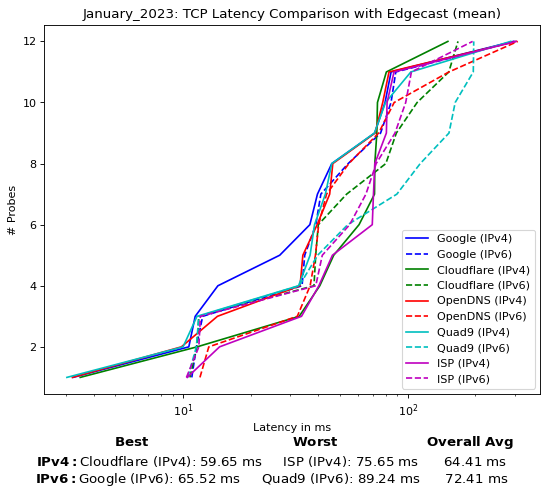 January_2023: TCP Latency Comparison with Edgecast (mean)
12
10
8
6
4
2
# Probes
Google (IPv4)
Google (IPv6)
Cloudflare (IPv4)
Cloudflare (IPv6)
OpenDNS (IPv4)
OpenDNS (IPv6)
Quad9 (IPv4)
Quad9 (IPv6)
ISP (IPv4)
ISP (IPv6)
10¹ 10²
Latency in ms
Best Worst Overall Avg
IPv4: Cloudflare (IPv4): 59.65 ms ISP (IPv4): 75.65 ms 64.41 ms
IPv6: Google (IPv6): 65.52 ms Quad9 (IPv6): 89.24 ms 72.41 ms